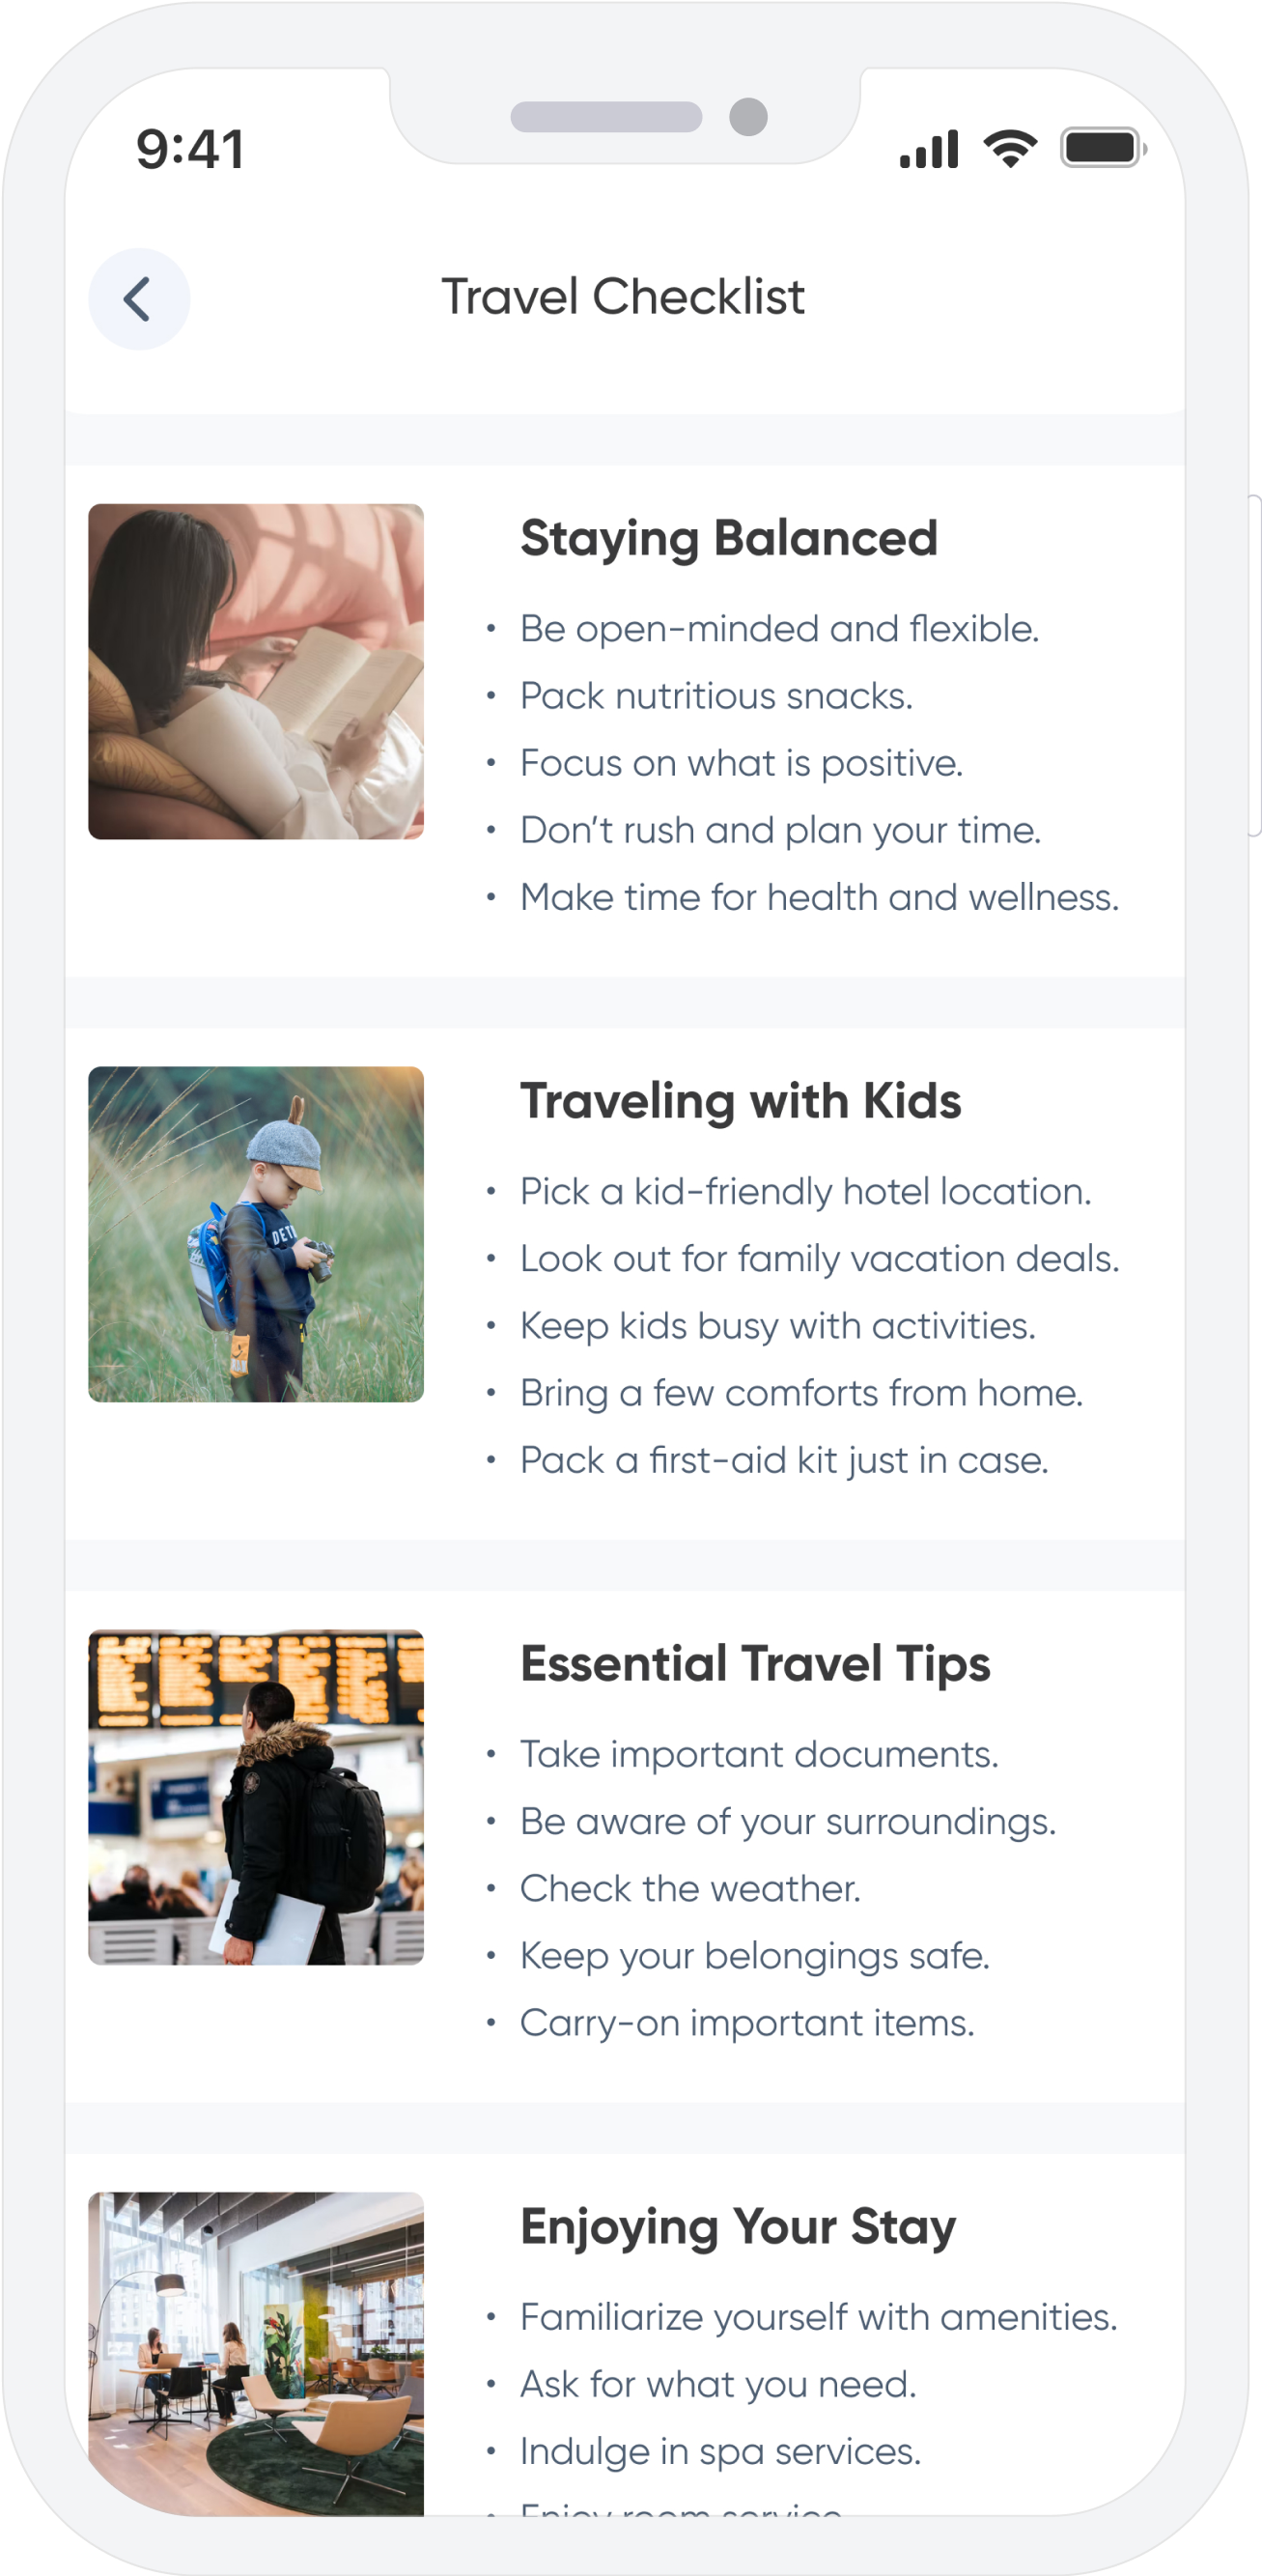 9:41
Travel Checklist
Staying Balanced
• Be open-minded and flexible.
• Pack nutritious snacks.
• Focus on what is positive.
• Don’t rush and plan your time.
• Make time for health and wellness.
Traveling with Kids
• Pick a kid-friendly hotel location.
• Look out for family vacation deals.
• Keep kids busy with activities.
• Bring a few comforts from home.
• Pack a first-aid kit just in case.
Essential Travel Tips
• Take important documents.
• Be aware of your surroundings.
• Check the weather.
• Keep your belongings safe.
• Carry-on important items.
Enjoying Your Stay
• Familiarize yourself with amenities.
• Ask for what you need.
• Indulge in spa services.
• Enjoy room service